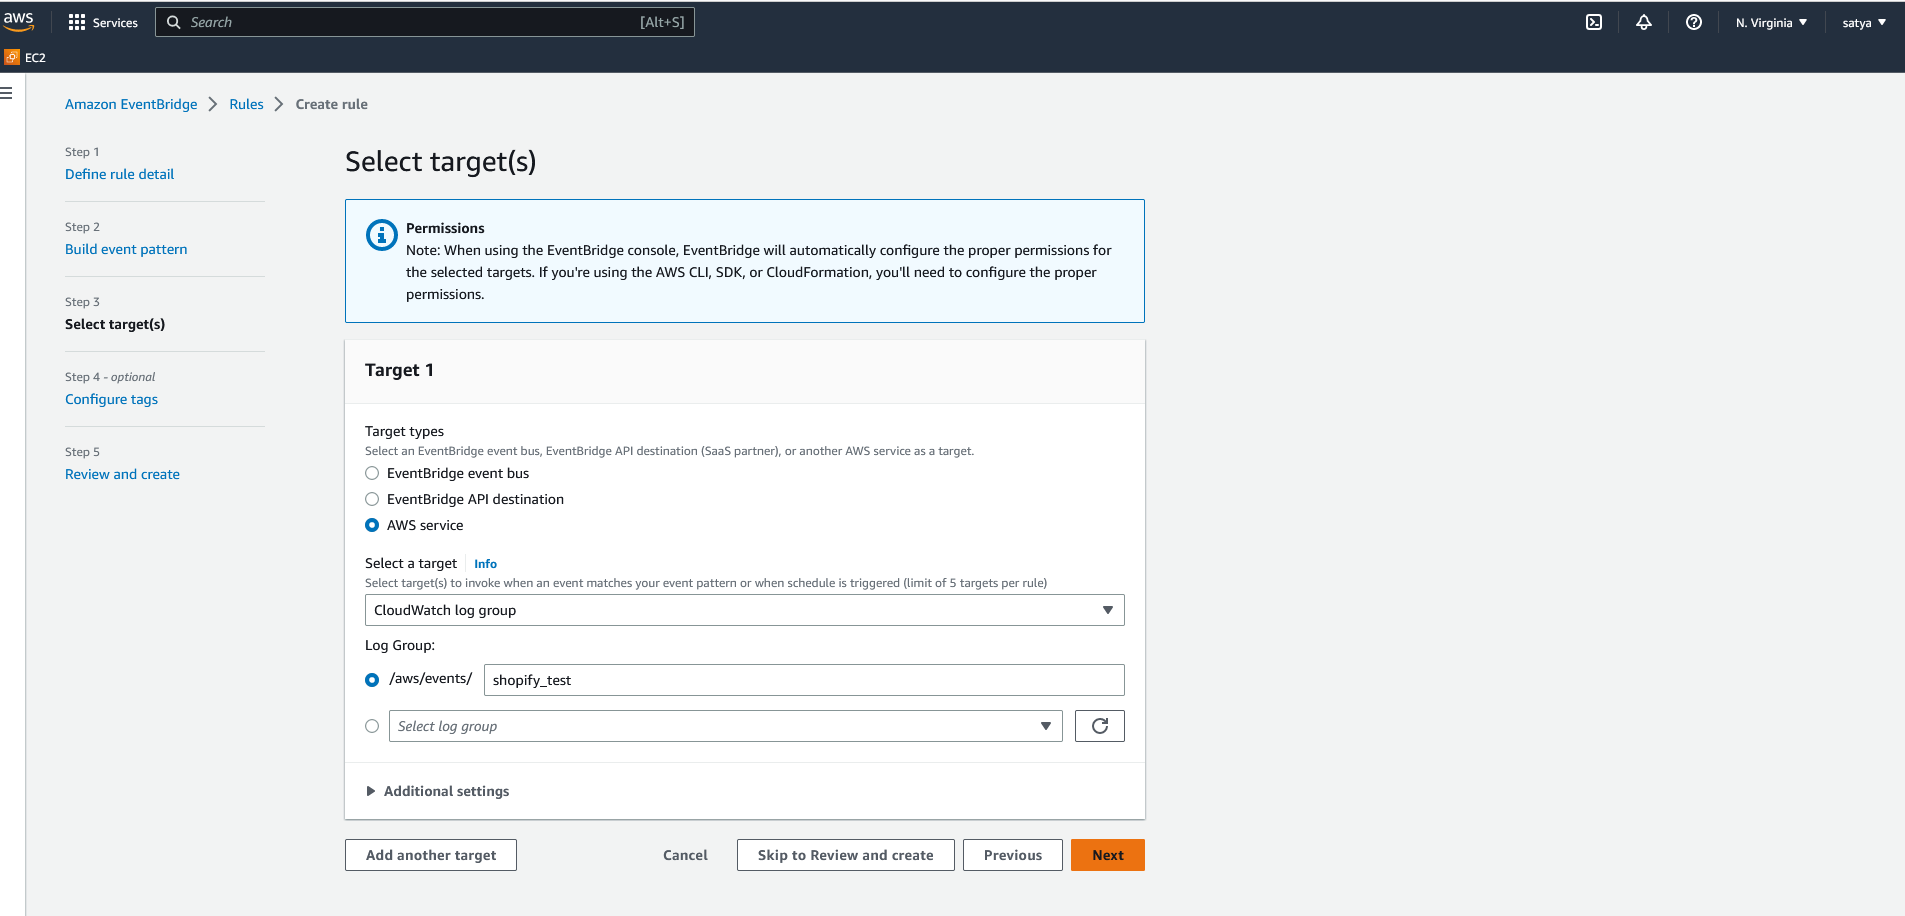 aws
Services
Search [Alt+S]
N. Virginia
satya
EC2
Amazon EventBridge
Rules
Create rule
Step 1
Define rule detail
Step 2
Build event pattern
Step 3
Select target(s)
Step 4 - optional
Configure tags
Step 5
Review and create
Select target(s)
Permissions
Note: When using the EventBridge console, EventBridge will automatically configure the proper permissions for
the selected targets. If you're using the AWS CLI, SDK, or CloudFormation, you'll need to configure the proper
permissions.
Target 1
Target types
Select an EventBridge event bus, EventBridge API destination (SaaS partner), or another AWS service as a target.
EventBridge event bus
EventBridge API destination
AWS service
Select a target Info
Select target(s) to invoke when an event matches your event pattern or when schedule is triggered (limit of 5 targets per rule)
CloudWatch log group
Log Group:
/aws/events/ shopify_test
Select log group
Additional settings
Add another target
Cancel
Skip to Review and create
Previous
Next